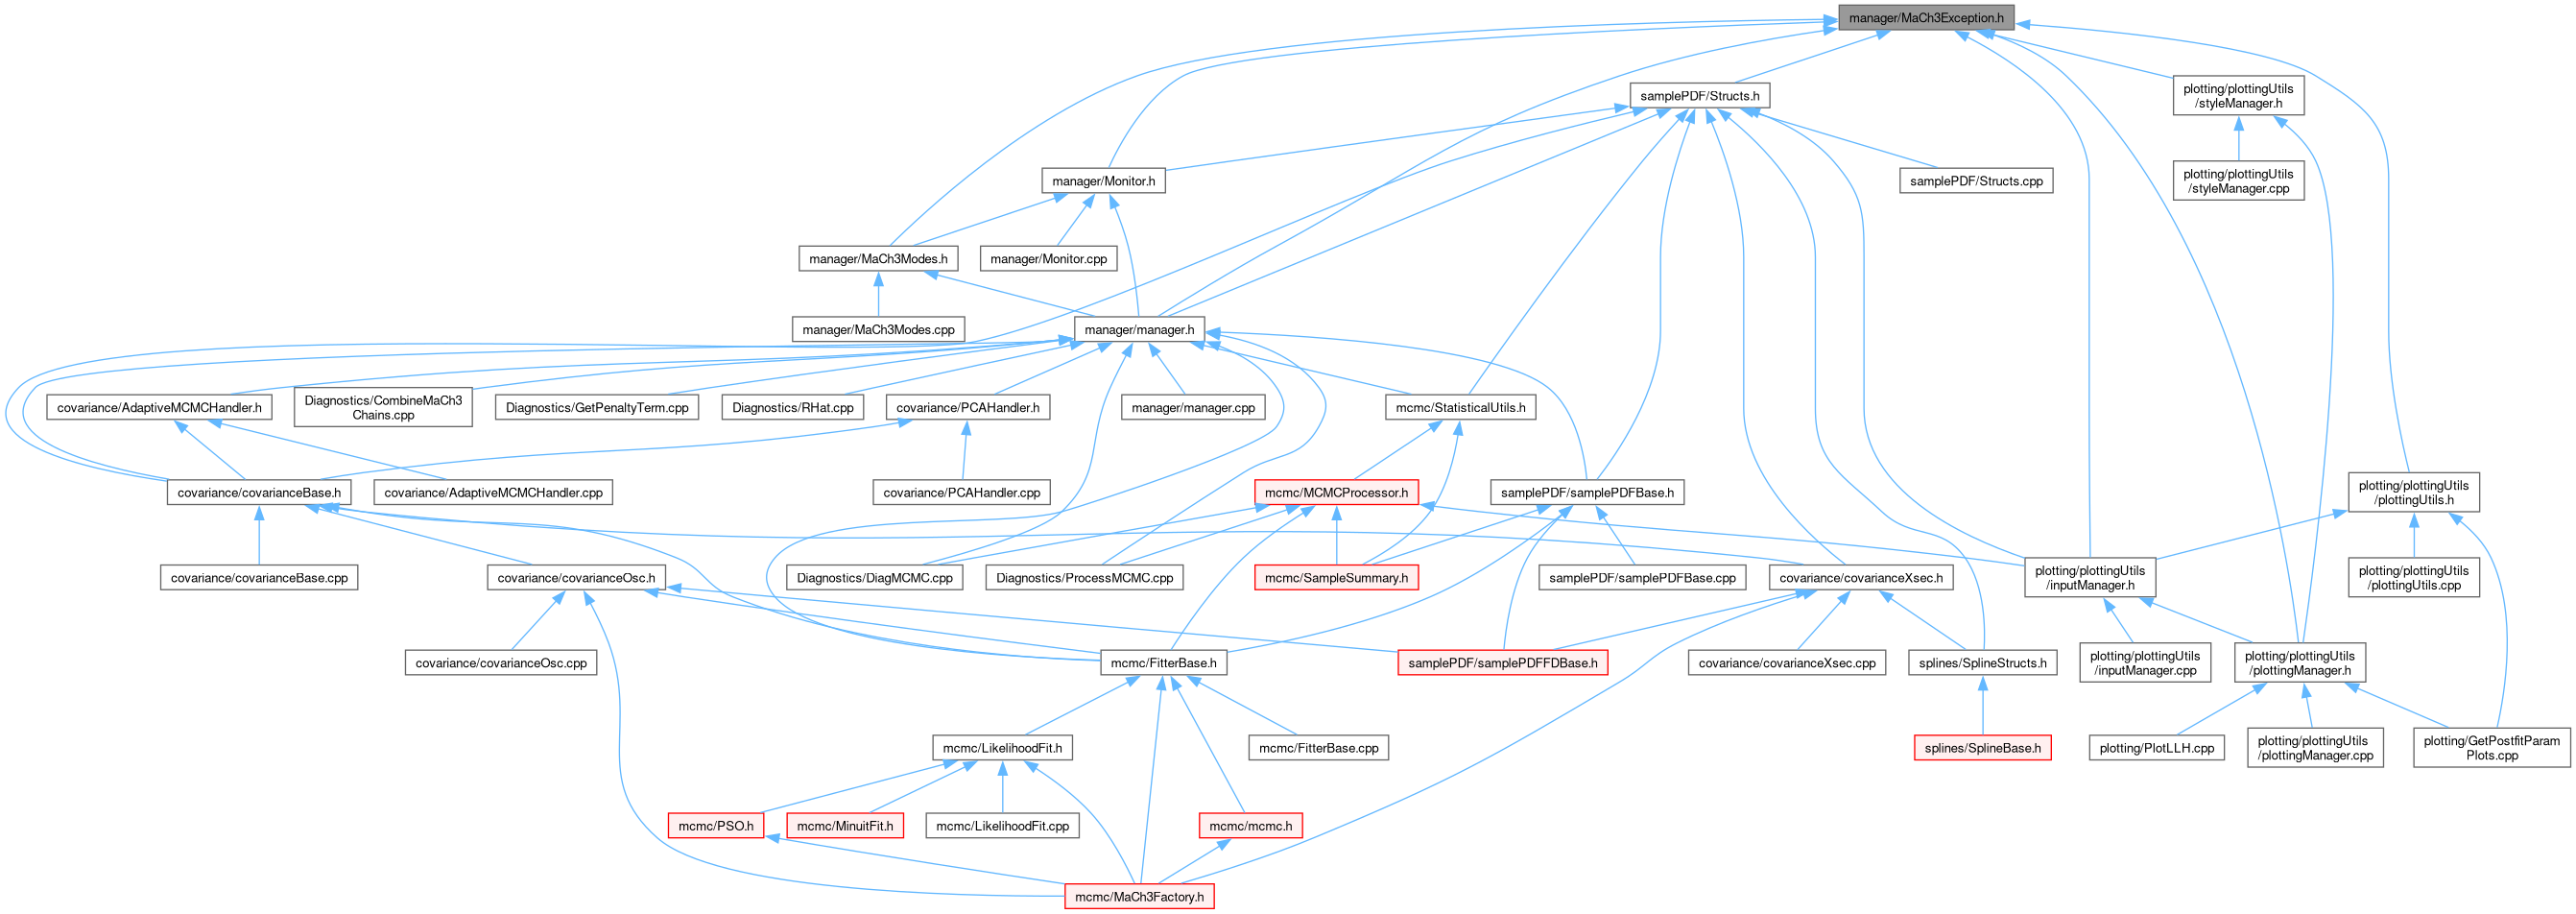 manager/MaCh3Exception.h
samplePDF/Structs.h
plotting/plottingUtils
/styleManager.h
manager/Monitor.h
samplePDF/Structs.cpp
plotting/plottingUtils
/styleManager.cpp
manager/MaCh3Modes.h
manager/Monitor.cpp
manager/MaCh3Modes.cpp
manager/manager.h
covariance/AdaptiveMCMCHandler.h
Diagnostics/CombineMaCh3
Chains.cpp
Diagnostics/GetPenaltyTerm.cpp
Diagnostics/RHat.cpp
covariance/PCAHandler.h
manager/manager.cpp
mcmc/StatisticalUtils.h
covariance/covarianceBase.h
covariance/AdaptiveMCMCHandler.cpp
covariance/PCAHandler.cpp
mcmc/MCMCProcessor.h
samplePDF/samplePDFBase.h
plotting/plottingUtils
/plottingUtils.h
covariance/covarianceBase.cpp
covariance/covarianceOsc.h
Diagnostics/DiagMCMC.cpp
Diagnostics/ProcessMCMC.cpp
mcmc/SampleSummary.h
samplePDF/samplePDFBase.cpp
covariance/covarianceXsec.h
plotting/plottingUtils
/inputManager.h
plotting/plottingUtils
/plottingUtils.cpp
covariance/covarianceOsc.cpp
mcmc/FitterBase.h
samplePDF/samplePDFFDBase.h
covariance/covarianceXsec.cpp
splines/SplineStructs.h
plotting/plottingUtils
/inputManager.cpp
plotting/plottingUtils
/plottingManager.h
mcmc/LikelihoodFit.h
mcmc/FitterBase.cpp
splines/SplineBase.h
plotting/PlotLLH.cpp
plotting/plottingUtils
/plottingManager.cpp
plotting/GetPostfitParam
Plots.cpp
mcmc/PSO.h
mcmc/MinuitFit.h
mcmc/LikelihoodFit.cpp
mcmc/mcmc.h
mcmc/MaCh3Factory.h